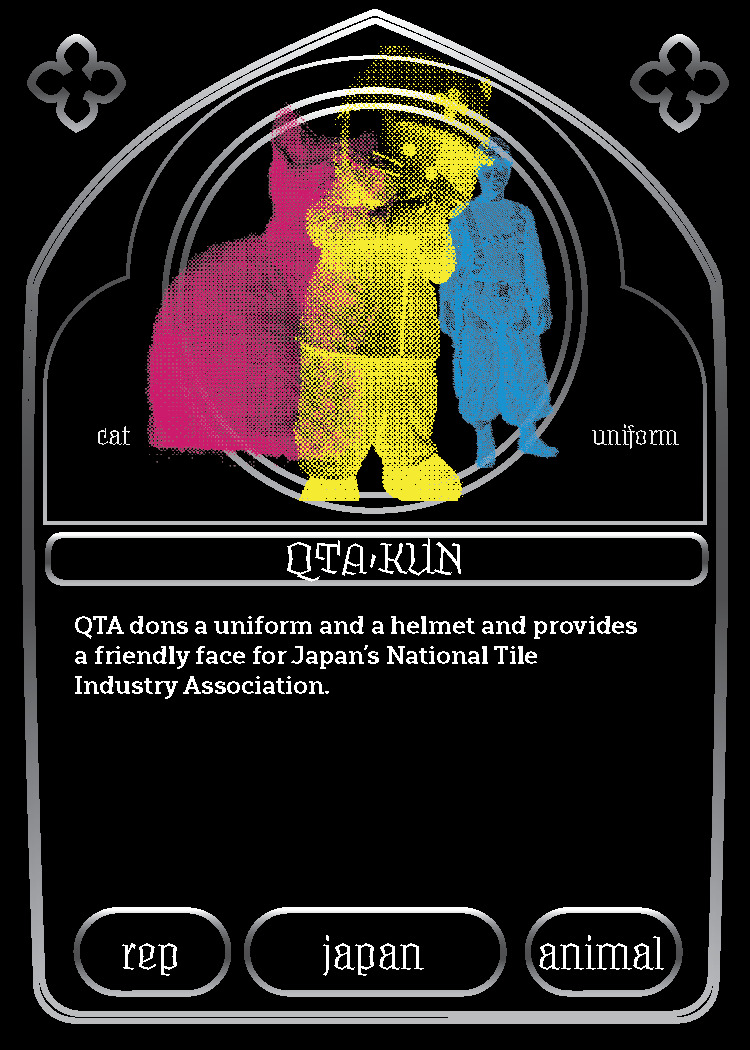 cat
uniform
QTA-KUN
QTA dons a uniform and a helmet and provides
a friendly face for Japan's National Tile
Industry Association.
rep
japan
animal